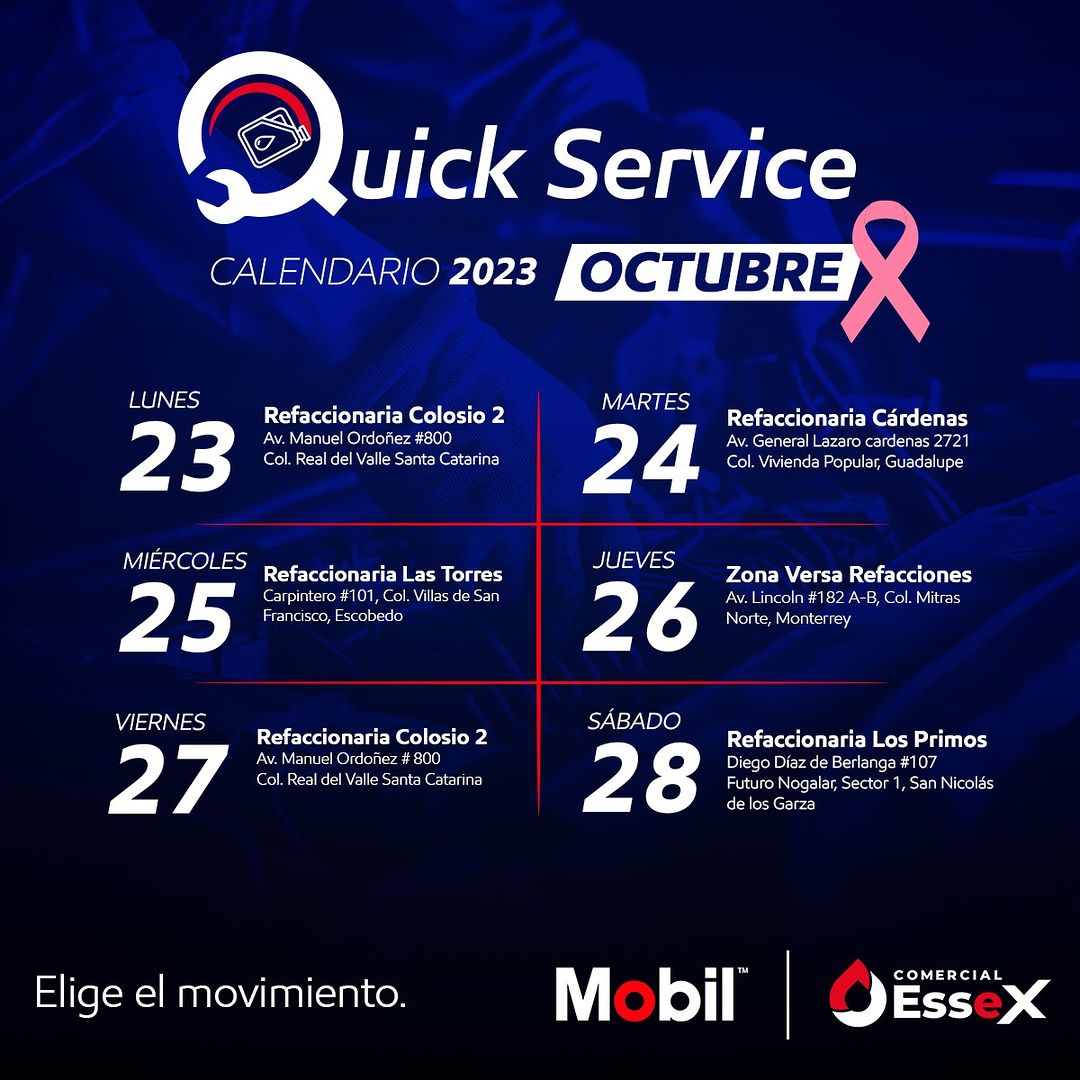 Quick Service
CALENDARIO 2023 OCTUBRE
LUNES
23
Refaccionaria Colosio 2
Av. Manuel Ordoñez #800
Col. Real del Valle Santa Catarina
MARTES
24
Refaccionaria Cárdenas
Av. General Lazaro cardenas 2721
Col. Vivienda Popular, Guadalupe
MIÉRCOLES
25
Refaccionaria Las Torres
Carpintero #101, Col. Villas de San
Francisco, Escobedo
JUEVES
26
Zona Versa Refacciones
Av. Lincoln #182 A-B, Col. Mitras
Norte, Monterrey
VIERNES
27
Refaccionaria Colosio 2
Av. Manuel Ordoñez # 800
Col. Real del Valle Santa Catarina
SÁBADO
28
Refaccionaria Los Primos
Diego Díaz de Berlanga #107
Futuro Nogalar, Sector 1, San Nicolás
de los Garza
Elige el movimiento.
Mobil™
COMERCIAL
EsseX